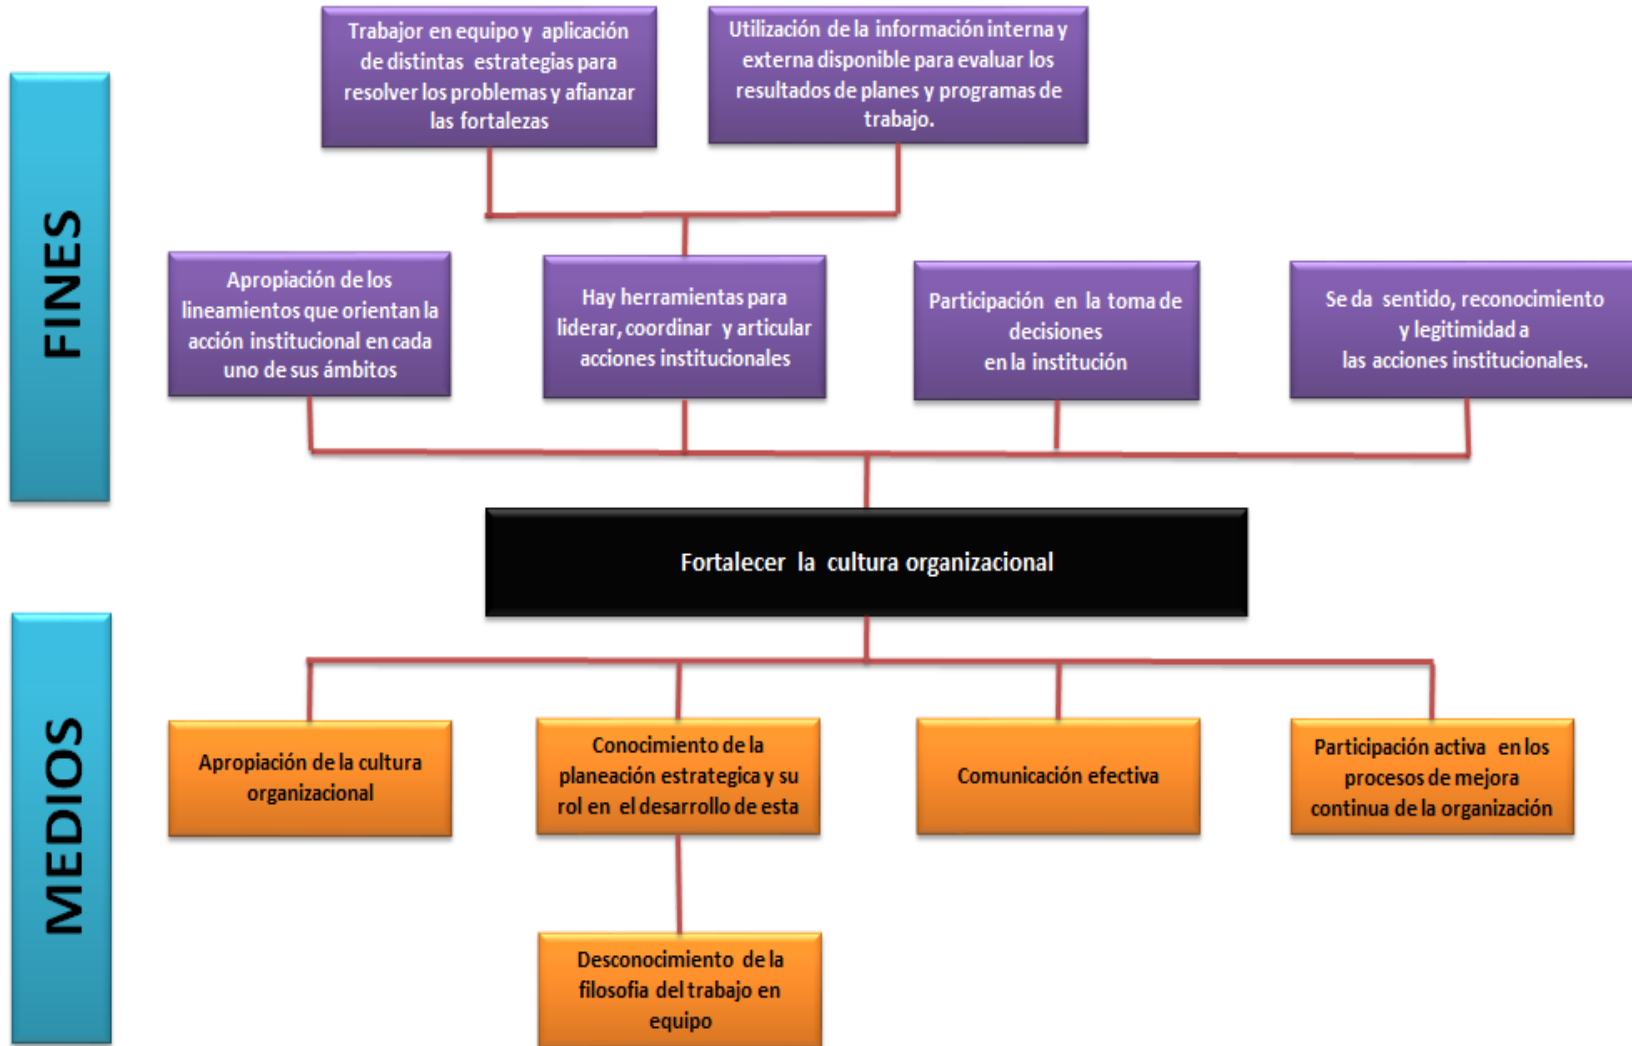 FINES
Trabajor en equipo y aplicación
de distintas estrategias para
resolver los problemas y afianzar
las fortalezas
Utilización de la información interna y
externa disponible para evaluar los
resultados de planes y programas de
trabajo.
Apropiación de los
lineamientos que orientan la
acción institucional en cada
uno de sus ámbitos
Hay herramientas para
liderar, coordinar y articular
acciones institucionales
Participación en la toma de
decisiones
en la institución
Se da sentido, reconocimiento
y legitimidad a
las acciones institucionales.
Fortalecer la cultura organizacional
MEDIOS
Apropiación de la cultura
organizacional
Conocimiento de la
planeación estrategica y su
rol en el desarrollo de esta
Comunicación efectiva
Participación activa en los
procesos de mejora
continua de la organización
Desconocimiento de la
filosofia del trabajo en
equipo